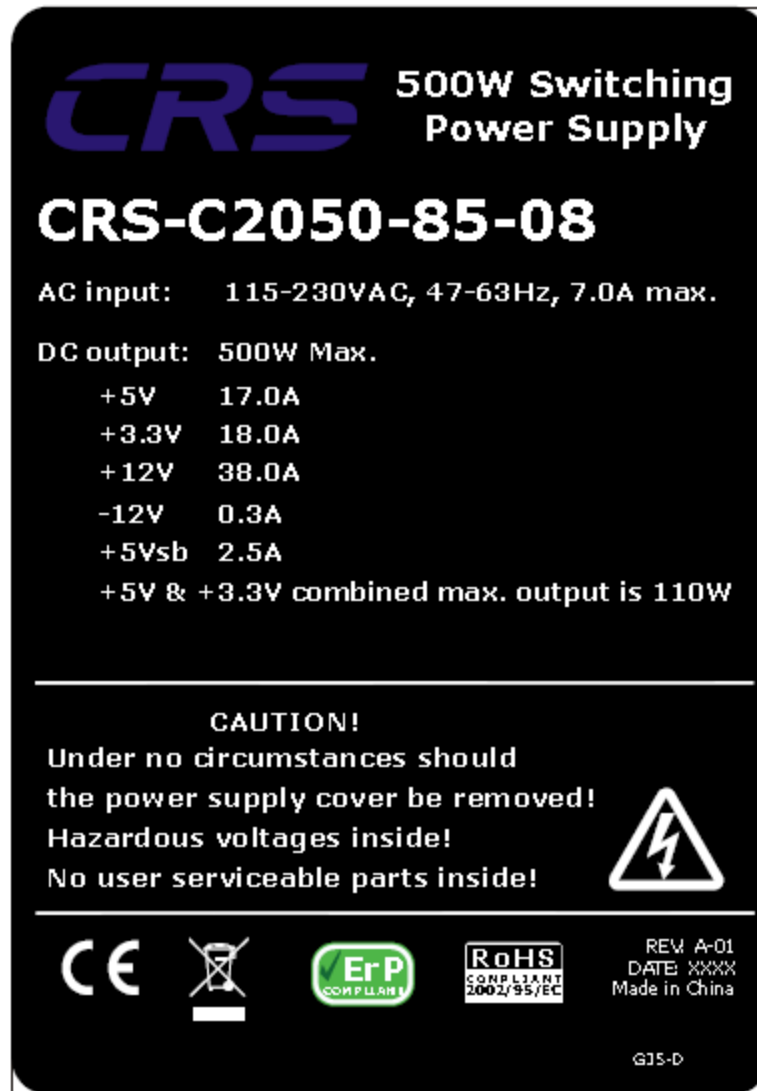 CRS
500W Switching
Power Supply
CRS-C2050-85-08
AC input: 115-230VAC, 47-63Hz, 7.0A max.
DC output: 500W Max.
+5V 17.0A
+3.3V 18.0A
+12V 38.0A
-12V 0.3A
+5Vsb 2.5A
+5V & +3.3V combined max. output is 110W
CAUTION!
Under no circumstances should
the power supply cover be removed!
Hazardous voltages inside!
No user serviceable parts inside!
CE
ErP
COMPLIANT
RoHS
COMPLIANT
2002/95/EC
REV. A-01
DATE: XXXX
Made in China
G35-D